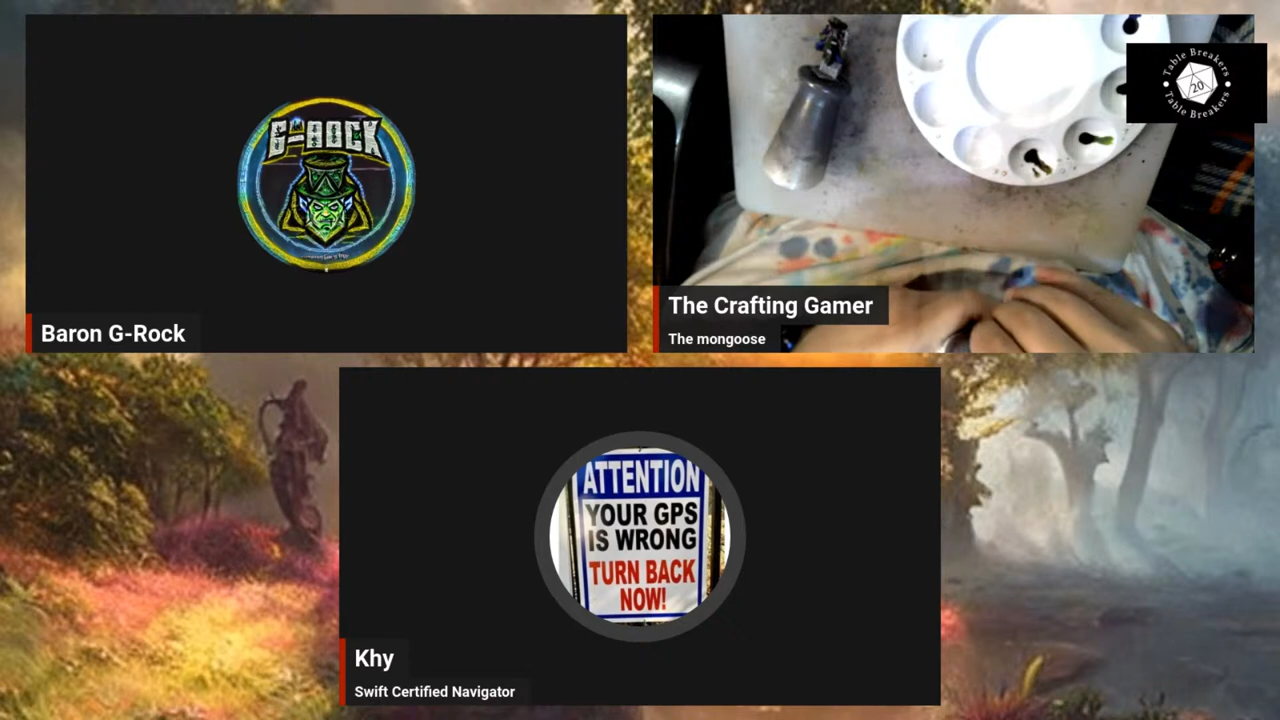 G-ROCK
Baron G-Rock
The Crafting Gamer
The mongoose
Table Breakers
20
Table Breakers
ATTENTION
YOUR GPS
IS WRONG
TURN BACK
NOW!
Khy
Swift Certified Navigator